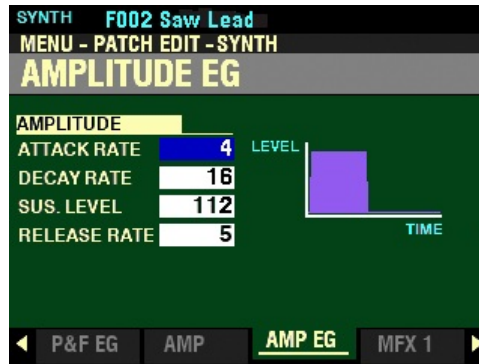 SYNTH F002 Saw Lead
MENU - PATCH EDIT - SYNTH
AMPLITUDE EG
AMPLITUDE
ATTACK RATE 4
DECAY RATE 16
SUS. LEVEL 112
RELEASE RATE 5
LEVEL
TIME
P&F EG AMP AMP EG MFX 1